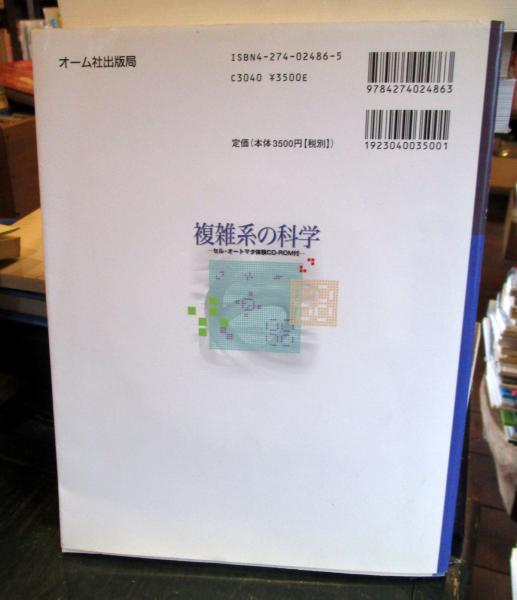 オーム社出版局
ISBN4-274-02486-5
C3040 ¥3500E
9784274024863
定価(本体3500円【税別】)
1923040035001
複雑系の科学
─セル・オートマタ体験CD-ROM付─